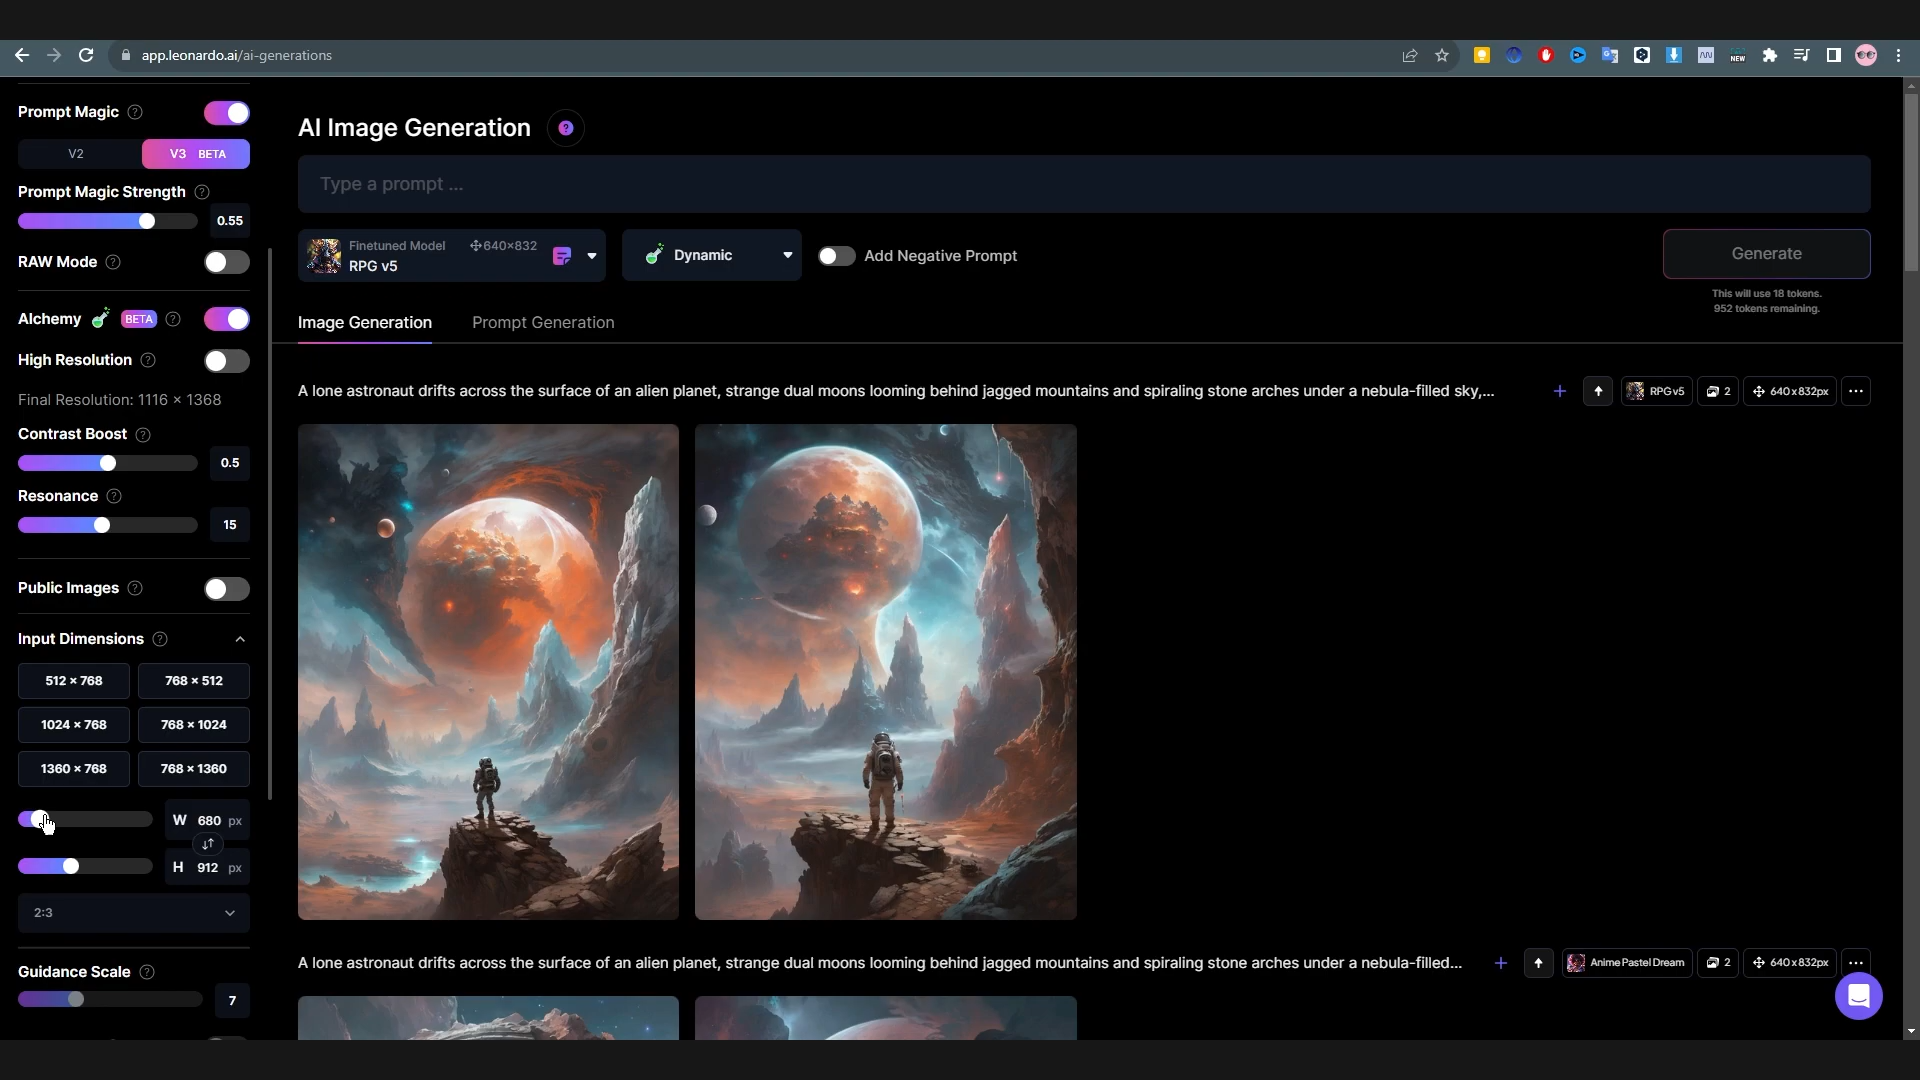 app.leonardo.ai/ai-generations
NEW
Prompt Magic
V2 V3 BETA
Prompt Magic Strength
0.55
RAW Mode
Alchemy BETA
High Resolution
Final Resolution: 1116 × 1368
Contrast Boost
0.5
Resonance
15
Public Images
Input Dimensions
512 × 768 768 × 512
1024 × 768 768 × 1024
1360 × 768 768 × 1360
W 680 px
H 912 px
2:3
Guidance Scale
7
AI Image Generation ?
Type a prompt ...
Finetuned Model 640×832
RPG v5
Dynamic
Add Negative Prompt
Generate
This will use 18 tokens.
952 tokens remaining.
Image Generation Prompt Generation
A lone astronaut drifts across the surface of an alien planet, strange dual moons looming behind jagged mountains and spiraling stone arches under a nebula-filled sky,... RPG v5 2 640x832px
A lone astronaut drifts across the surface of an alien planet, strange dual moons looming behind jagged mountains and spiraling stone arches under a nebula-filled... Anime Pastel Dream 2 640x832px